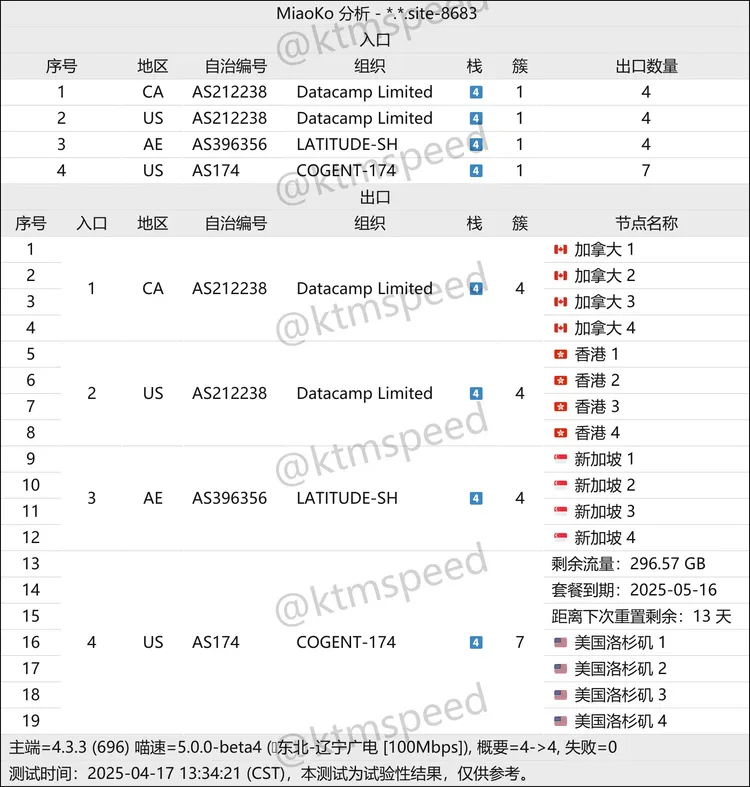 MiaoKo 分析 - *.*.site-8683
入口
序号 地区 自治编号 组织 栈 簇 出口数量
1 CA AS212238 Datacamp Limited 4 1 4
2 US AS212238 Datacamp Limited 4 1 4
3 AE AS396356 LATITUDE-SH 4 1 4
4 US AS174 COGENT-174 4 1 7
出口
序号 入口 地区 自治编号 组织 栈 簇 节点名称
1 加拿大 1
2 加拿大 2
1 CA AS212238 Datacamp Limited 4 4
3 加拿大 3
4 加拿大 4
5 香港 1
6 香港 2
2 US AS212238 Datacamp Limited 4 4
7 香港 3
8 香港 4
9 新加坡 1
10 新加坡 2
3 AE AS396356 LATITUDE-SH 4 4
11 新加坡 3
12 新加坡 4
13 剩余流量：296.57 GB
14 套餐到期：2025-05-16
15 距离下次重置剩余：13 天
16 4 US AS174 COGENT-174 4 7 美国洛杉矶 1
17 美国洛杉矶 2
18 美国洛杉矶 3
19 美国洛杉矶 4
主端=4.3.3 (696) 喵速=5.0.0-beta4 (东北-辽宁广电 [100Mbps]), 概要=4->4, 失败=0
测试时间：2025-04-17 13:34:21 (CST)，本测试为试验性结果，仅供参考。
@ktmspeed
@ktmspeed
@ktmspeed
@ktmspeed
@ktmspeed
@ktmspeed